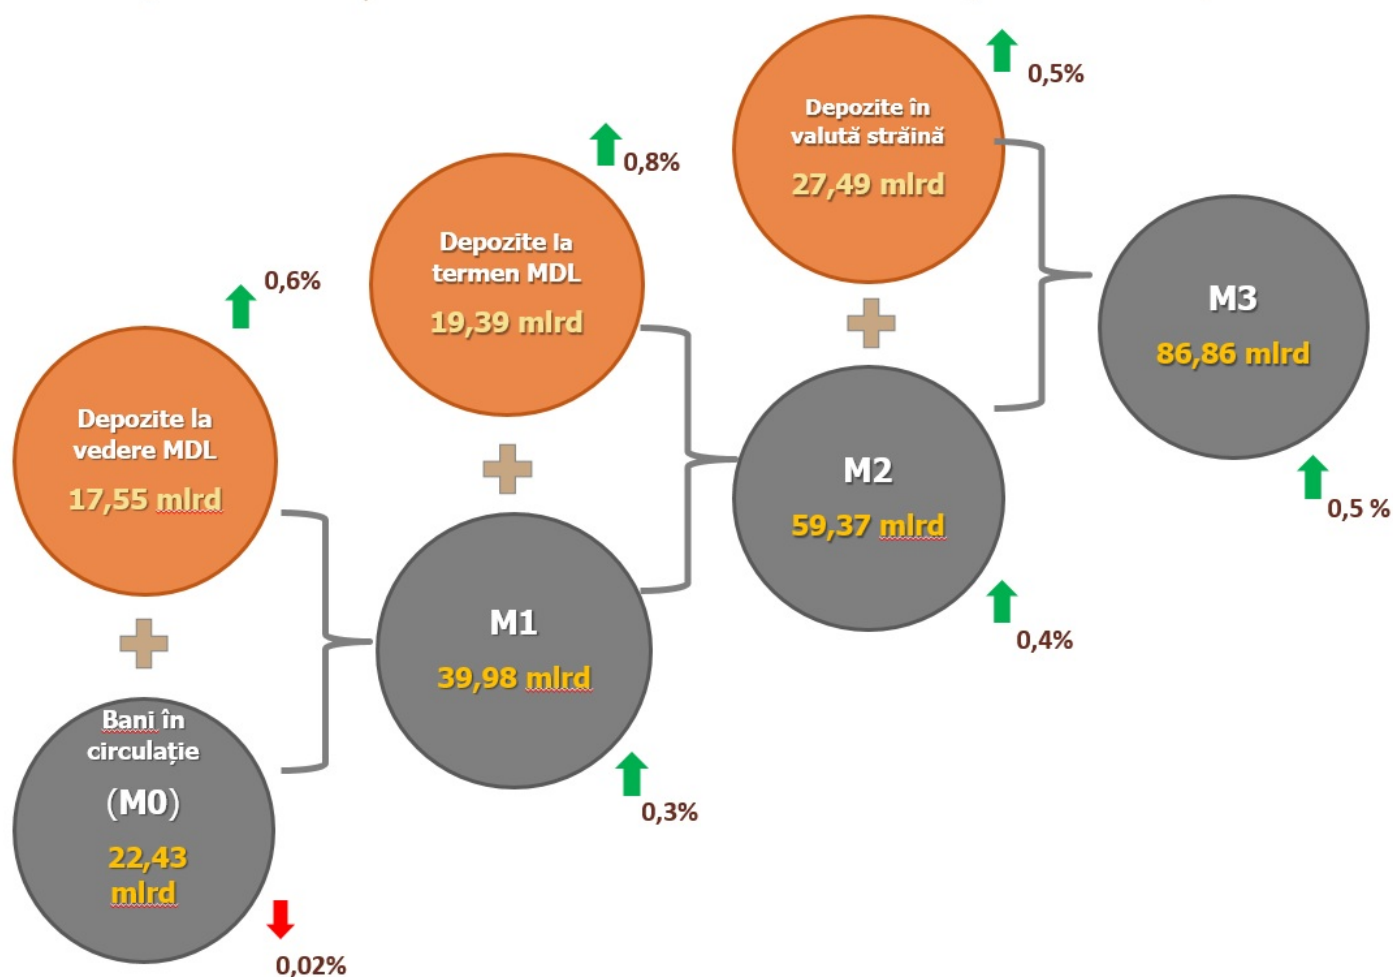 Depozite la
vedere MDL
17,55 mlrd
0,6%
Bani în
circulație
(M0)
22,43
mlrd
0,02%
Depozite la
termen MDL
19,39 mlrd
0,8%
M1
39,98 mlrd
0,3%
Depozite în
valută străină
27,49 mlrd
0,5%
M2
59,37 mlrd
0,4%
M3
86,86 mlrd
0,5 %